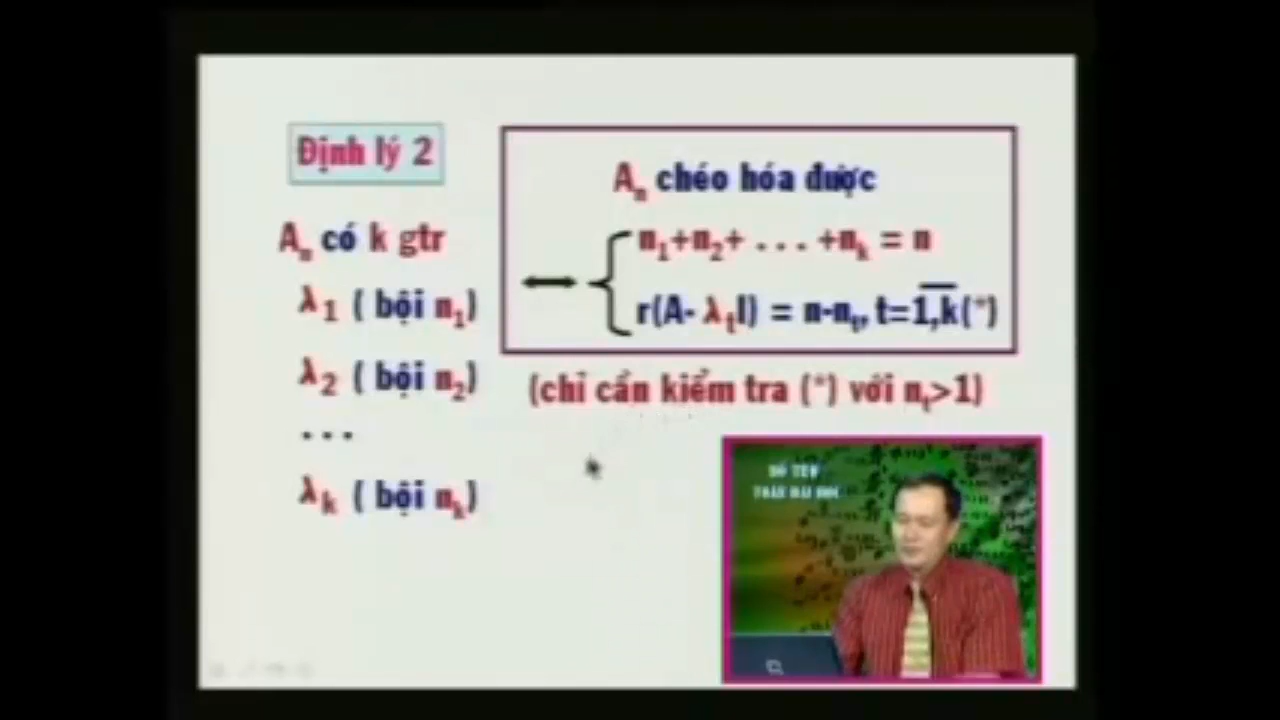 Định lý 2
Aₙ có k gtr
λ₁ ( bội n₁)
λ₂ ( bội n₂)
...
λₖ ( bội nₖ)
Aₙ chéo hóa được
n₁+n₂+ . . . +nₖ = n
r(A- λₜI) = n-nₜ, t=1,k̅(*)
(chỉ cần kiểm tra (*) với nₜ>1)